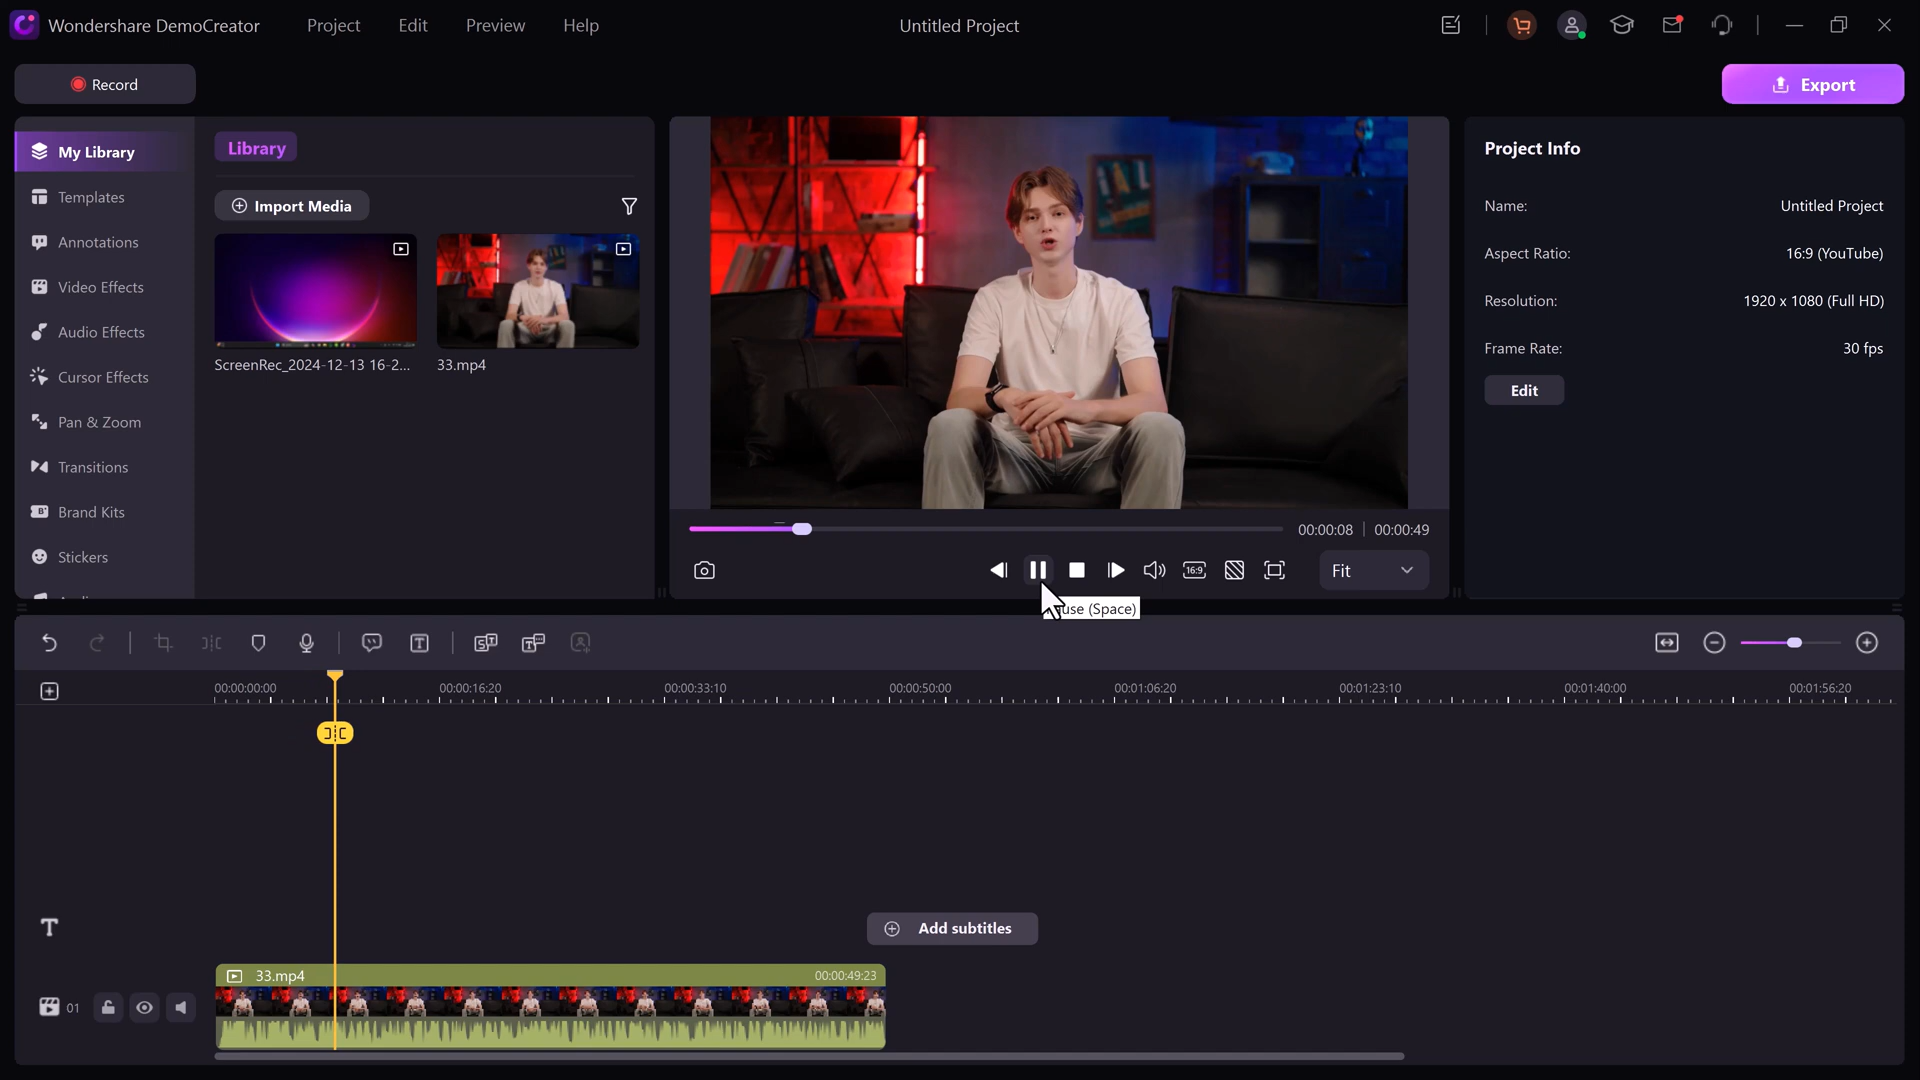 Wondershare DemoCreator
Project
Edit
Preview
Help
Untitled Project
Record
Export
My Library
Templates
Annotations
Video Effects
Audio Effects
Cursor Effects
Pan & Zoom
Transitions
Brand Kits
Stickers
Library
Import Media
ScreenRec_2024-12-13 16-2...
33.mp4
00:00:08 | 00:00:49
16:9
Fit
use (Space)
Project Info
Name: Untitled Project
Aspect Ratio: 16:9 (YouTube)
Resolution: 1920 x 1080 (Full HD)
Frame Rate: 30 fps
Edit
00:00:00:00
00:00:16:20
00:00:33:10
00:00:50:00
00:01:06:20
00:01:23:10
00:01:40:00
00:01:56:20
T
Add subtitles
33.mp4
00:00:49:23
01